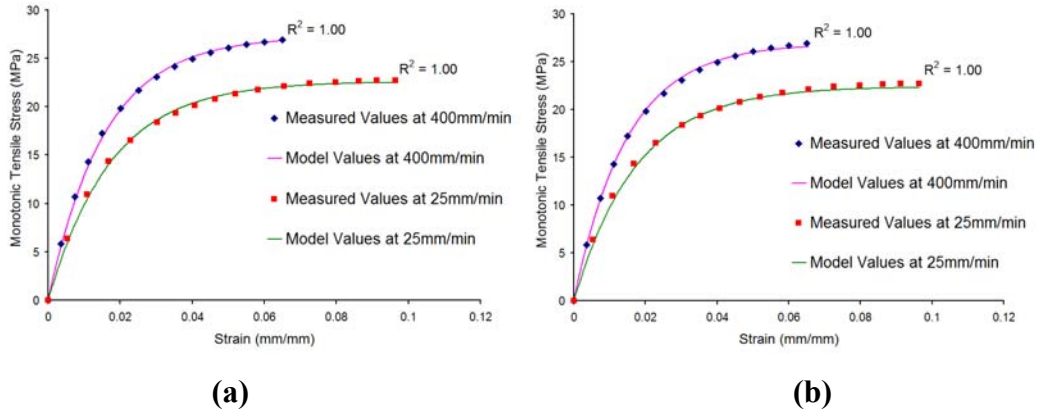 Monotonic Tensile Stress (MPa)
30
25
20
15
10
5
0
R² = 1.00
R² = 1.00
Measured Values at 400mm/min
Model Values at 400mm/min
Measured Values at 25mm/min
Model Values at 25mm/min
0 0.02 0.04 0.06 0.08 0.1 0.12
Strain (mm/mm)
(a)
Monotonic Tensile Stress (MPa)
30
25
20
15
10
5
0
R² = 1.00
R² = 1.00
Measured Values at 400mm/min
Model Values at 400mm/min
Measured Values at 25mm/min
Model Values at 25mm/min
0 0.02 0.04 0.06 0.08 0.1 0.12
Strain (mm/mm)
(b)